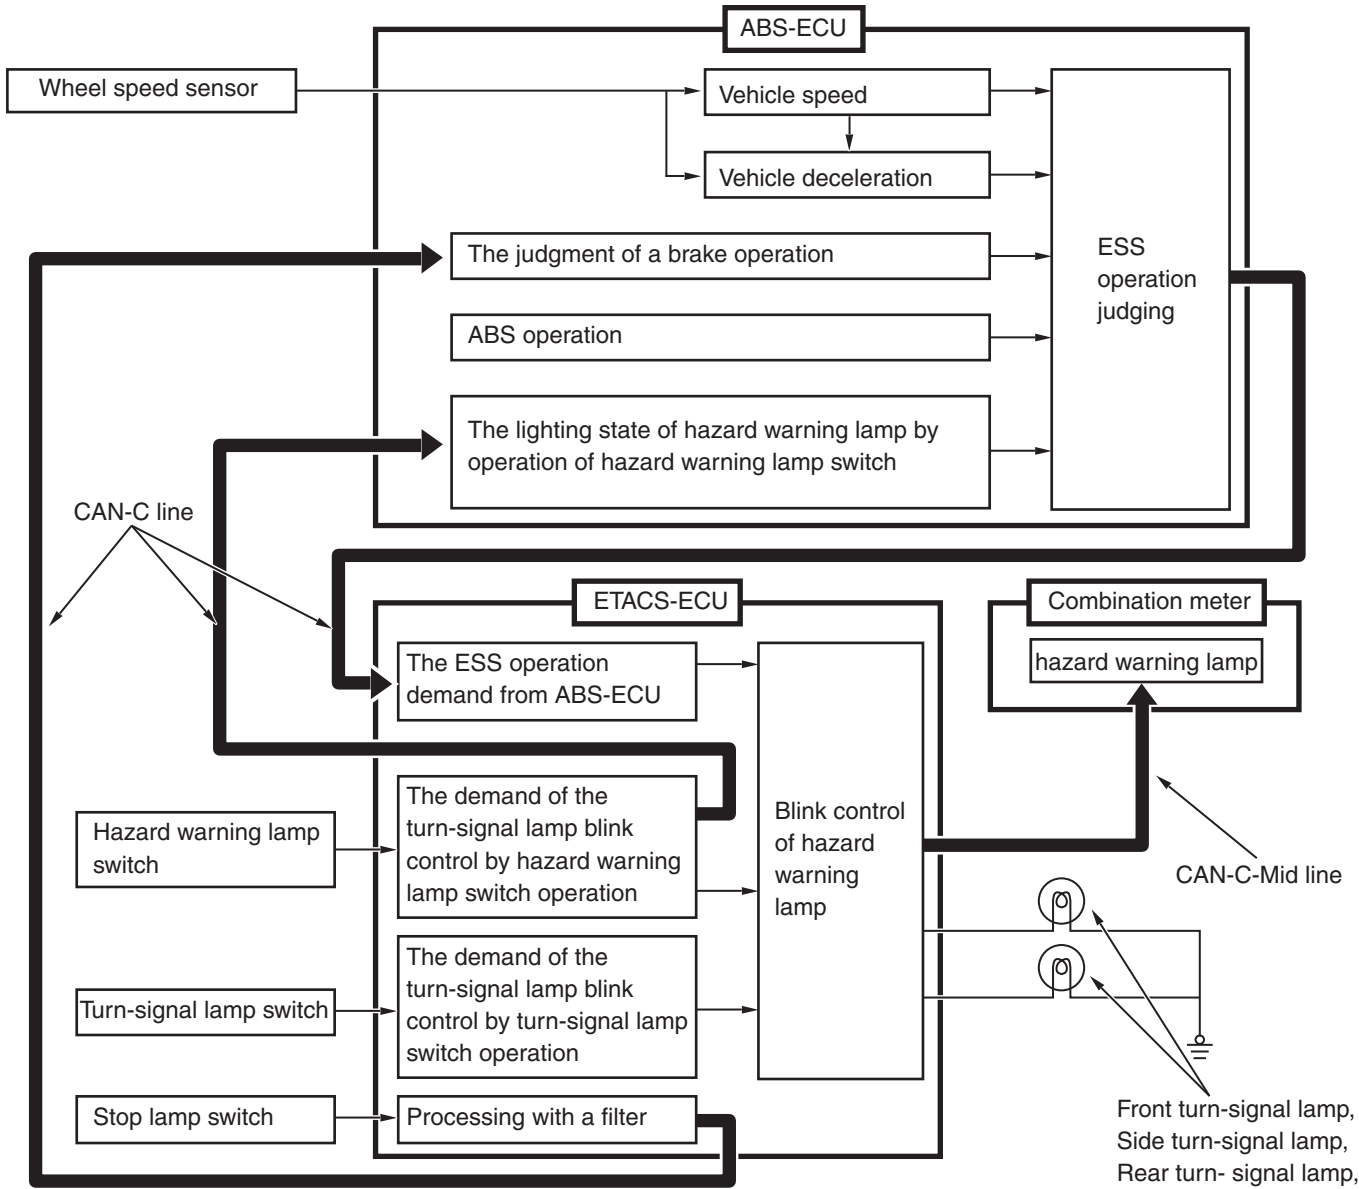 ABS-ECU
Wheel speed sensor
Vehicle speed
Vehicle deceleration
The judgment of a brake operation
ESS
operation
judging
ABS operation
The lighting state of hazard warning lamp by
operation of hazard warning lamp switch
CAN-C line
ETACS-ECU
Combination meter
The ESS operation
demand from ABS-ECU
hazard warning lamp
Hazard warning lamp
switch
The demand of the
turn-signal lamp blink
control by hazard warning
lamp switch operation
Blink control
of hazard
warning
lamp
CAN-C-Mid line
Turn-signal lamp switch
The demand of the
turn-signal lamp blink
control by turn-signal lamp
switch operation
Stop lamp switch
Processing with a filter
Front turn-signal lamp,
Side turn-signal lamp,
Rear turn- signal lamp,